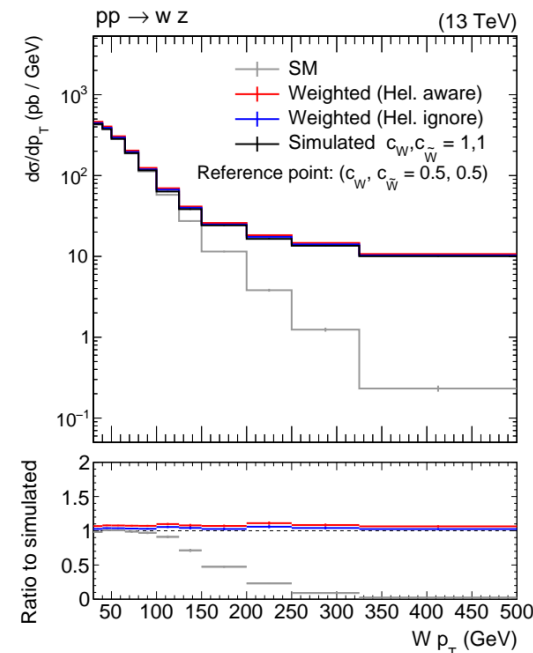 pp → w z (13 TeV)
dσ/dp_T (pb / GeV)
10³
10²
10
1
10⁻¹
SM
Weighted (Hel. aware)
Weighted (Hel. ignore)
Simulated c_W,c_W̃ = 1,1
Reference point: (c_W, c_W̃ = 0.5, 0.5)
Ratio to simulated
2
1.5
1
0.5
0
50 100 150 200 250 300 350 400 450 500
W p_T (GeV)